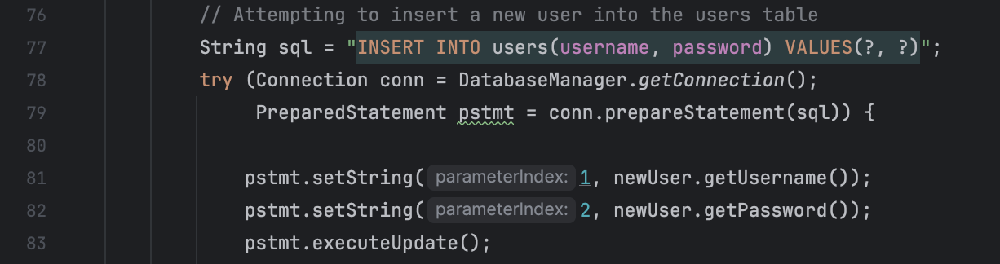 76 // Attempting to insert a new user into the users table
77 String sql = "INSERT INTO users(username, password) VALUES(?, ?)";
78 try (Connection conn = DatabaseManager.getConnection();
79 PreparedStatement pstmt = conn.prepareStatement(sql)) {
80
81 pstmt.setString( parameterIndex: 1, newUser.getUsername());
82 pstmt.setString( parameterIndex: 2, newUser.getPassword());
83 pstmt.executeUpdate();